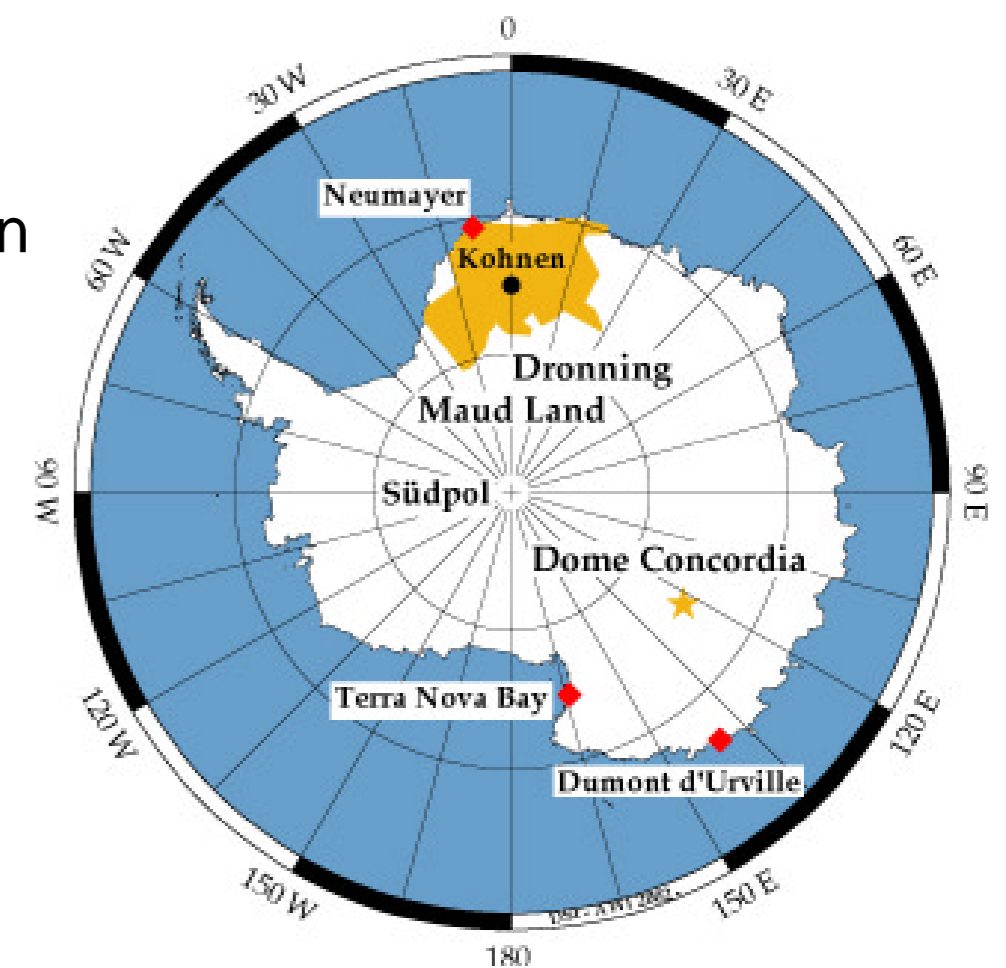 0
30 W
30 E
Neumayer
n
60 W
Kohnen
60 E
Dronning
Maud Land
90 W
Südpol
90 E
Dome Concordia
Terra Nova Bay
120 W
120 E
Dumont d'Urville
150 W
150 E
180